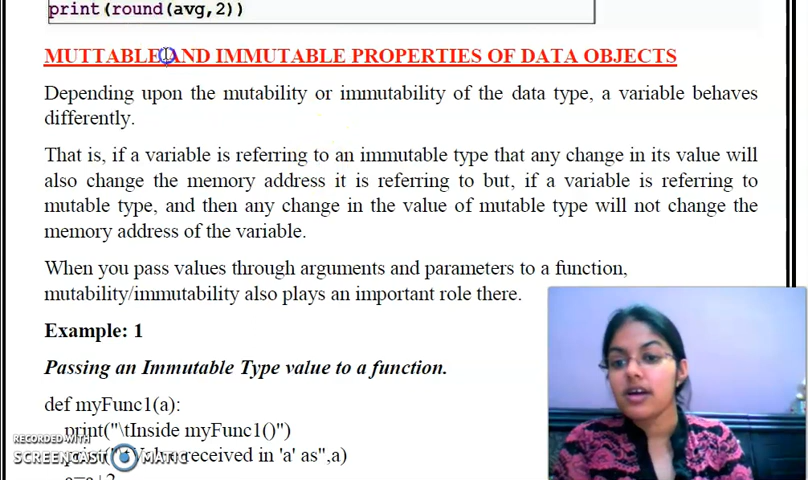 print(round(avg,2))
MUTTABLE AND IMMUTABLE PROPERTIES OF DATA OBJECTS
Depending upon the mutability or immutability of the data type, a variable behaves
differently.
That is, if a variable is referring to an immutable type that any change in its value will
also change the memory address it is referring to but, if a variable is referring to
mutable type, and then any change in the value of mutable type will not change the
memory address of the variable.
When you pass values through arguments and parameters to a function,
mutability/immutability also plays an important role there.
Example: 1
Passing an Immutable Type value to a function.
def myFunc1(a):
print("\tInside myFunc1()")
received in 'a' as",a)
RECORDED WITH
SCREENCAST MATIC